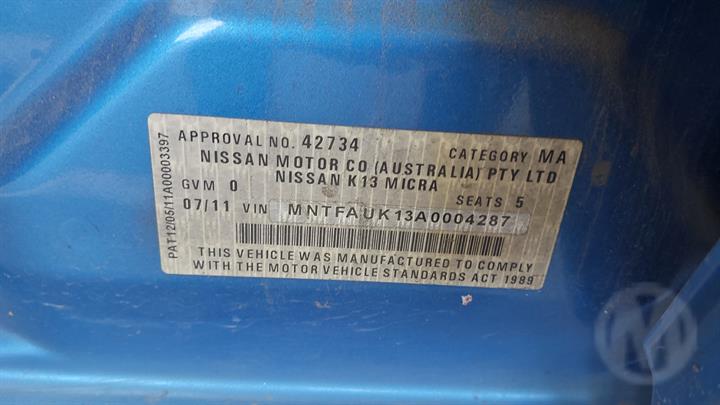 APPROVAL NO. 42734 CATEGORY MA
NISSAN MOTOR CO (AUSTRALIA) PTY LTD
NISSAN K13 MICRA
GVM 0 SEATS 5
07/11 VIN MNTFAUK13A0004287
THIS VEHICLE WAS MANUFACTURED TO COMPLY
WITH THE MOTOR VEHICLE STANDARDS ACT 1989
PAT12/05/11A00003397
M